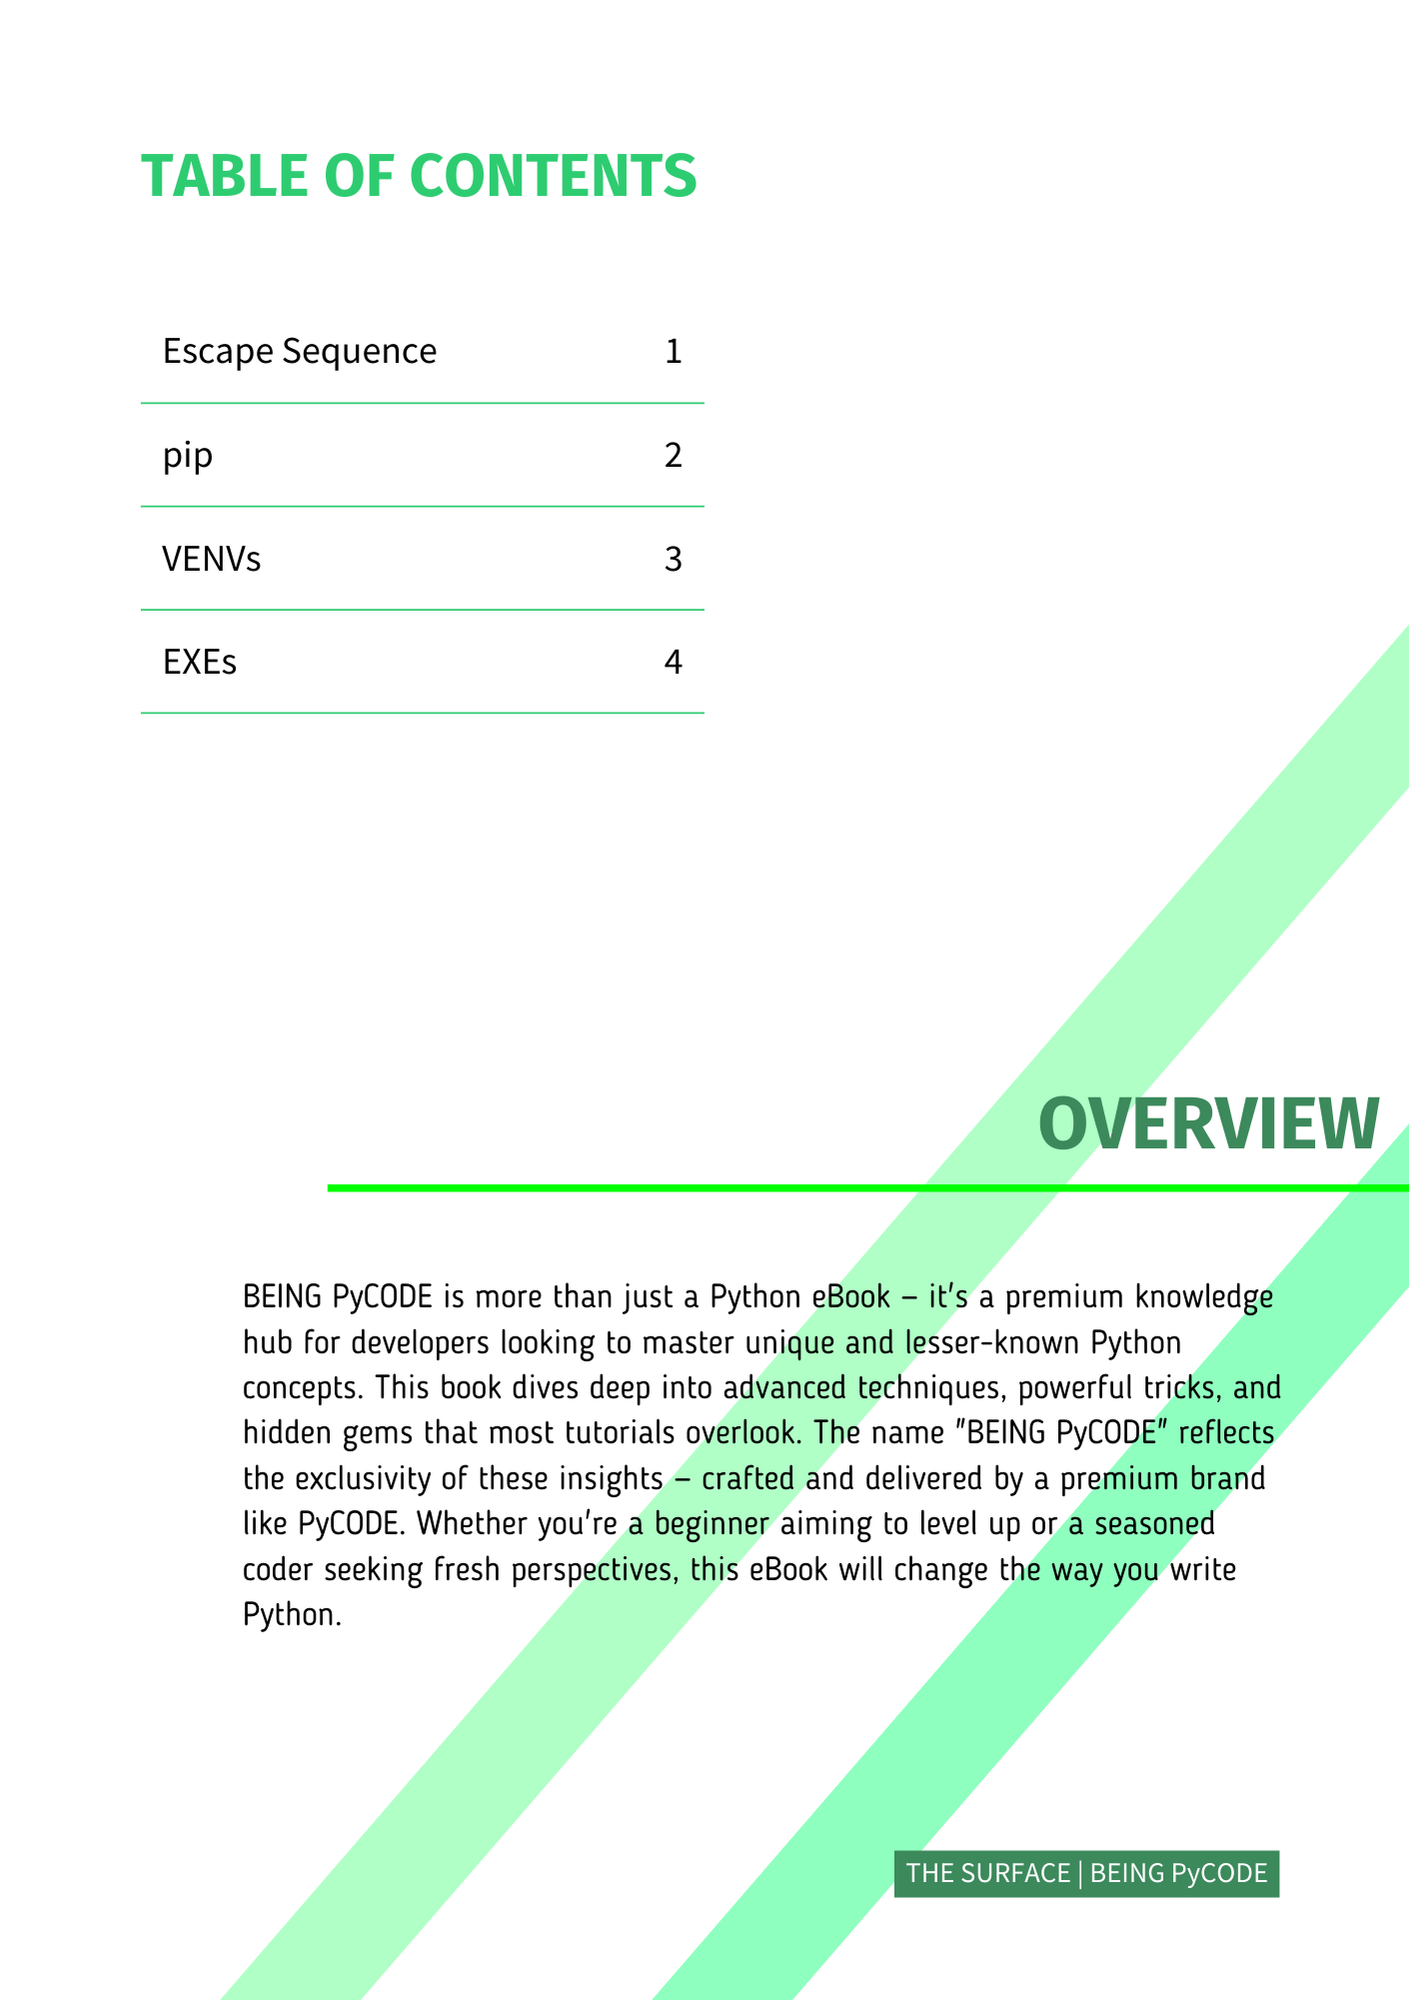 TABLE OF CONTENTS
Escape Sequence 1
pip 2
VENVs 3
EXEs 4
OVERVIEW
BEING PyCODE is more than just a Python eBook – it's a premium knowledge
hub for developers looking to master unique and lesser-known Python
concepts. This book dives deep into advanced techniques, powerful tricks, and
hidden gems that most tutorials overlook. The name "BEING PyCODE" reflects
the exclusivity of these insights – crafted and delivered by a premium brand
like PyCODE. Whether you're a beginner aiming to level up or a seasoned
coder seeking fresh perspectives, this eBook will change the way you write
Python.
THE SURFACE | BEING PyCODE